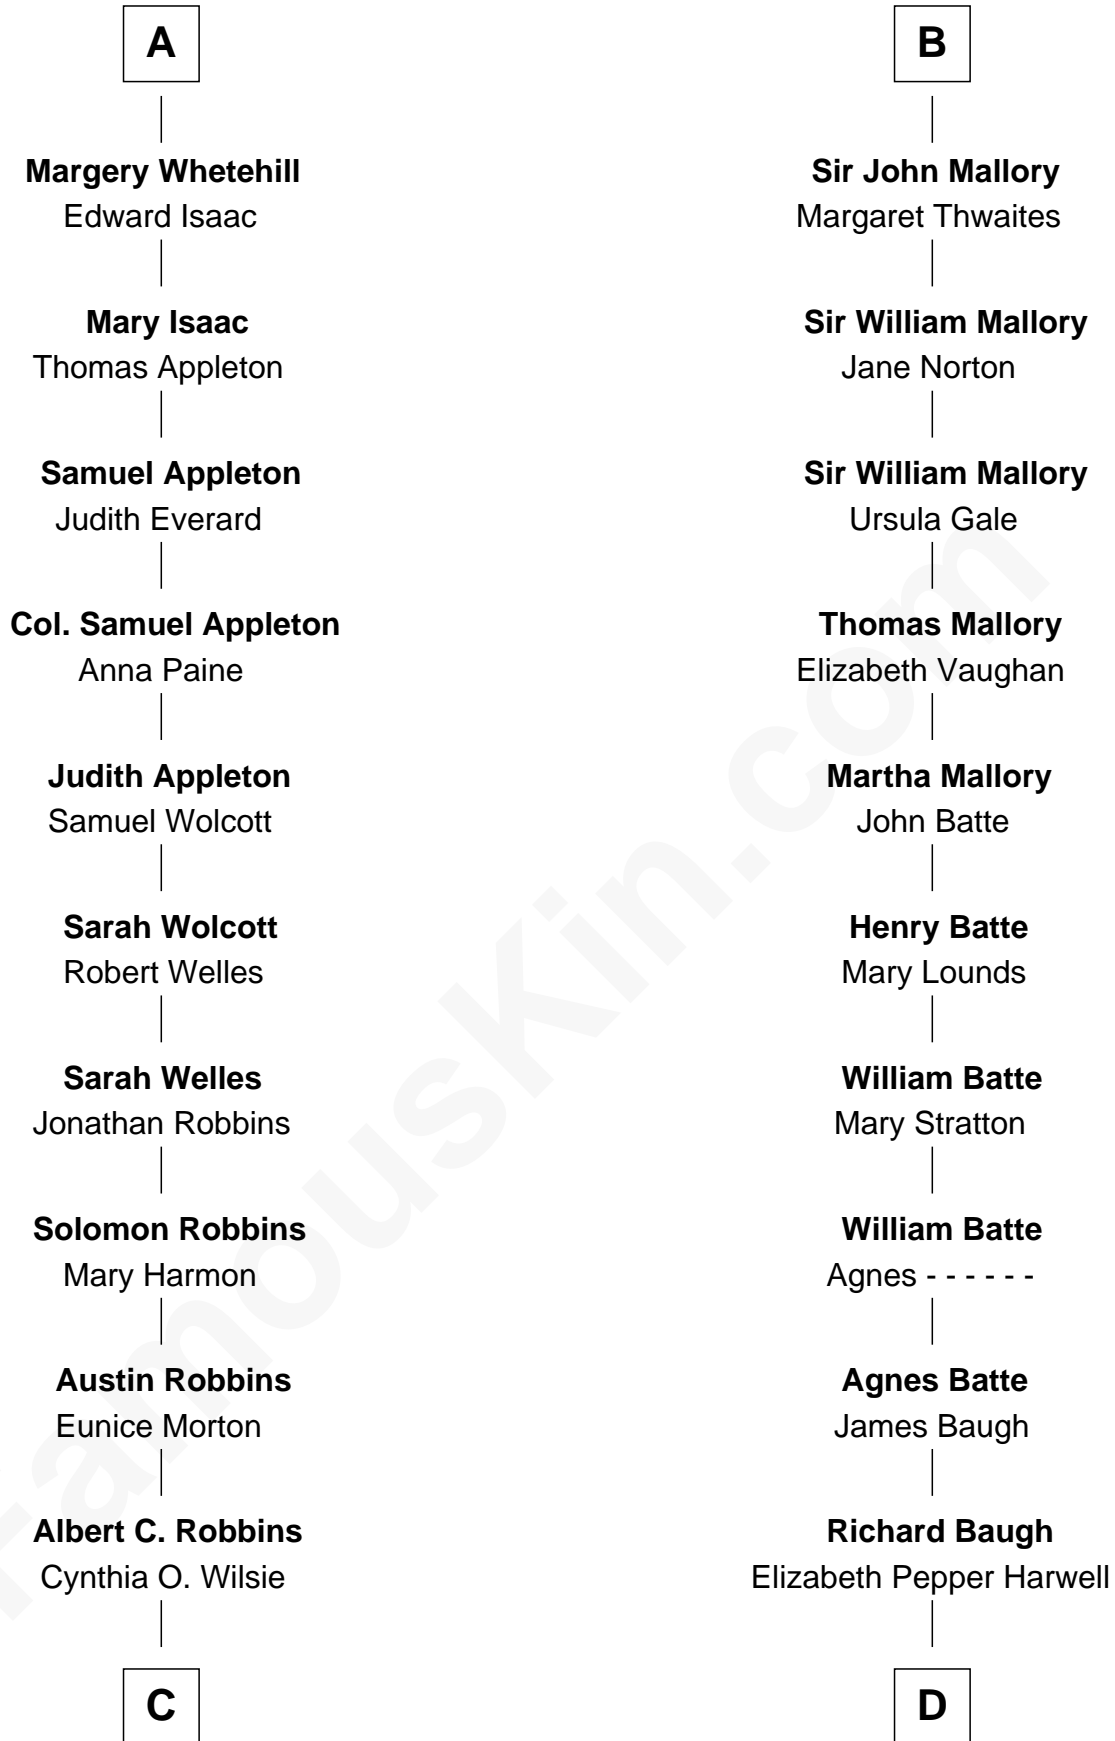 A
Margery Whetehill
Edward Isaac
Mary Isaac
Thomas Appleton
Samuel Appleton
Judith Everard
Col. Samuel Appleton
Anna Paine
Judith Appleton
Samuel Wolcott
Sarah Wolcott
Robert Welles
Sarah Welles
Jonathan Robbins
Solomon Robbins
Mary Harmon
Austin Robbins
Eunice Morton
Albert C. Robbins
Cynthia O. Wilsie
C
B
Sir John Mallory
Margaret Thwaites
Sir William Mallory
Jane Norton
Sir William Mallory
Ursula Gale
Thomas Mallory
Elizabeth Vaughan
Martha Mallory
John Batte
Henry Batte
Mary Lounds
William Batte
Mary Stratton
William Batte
Agnes - - - - - -
Agnes Batte
James Baugh
Richard Baugh
Elizabeth Pepper Harwell
D
FamousKin.com